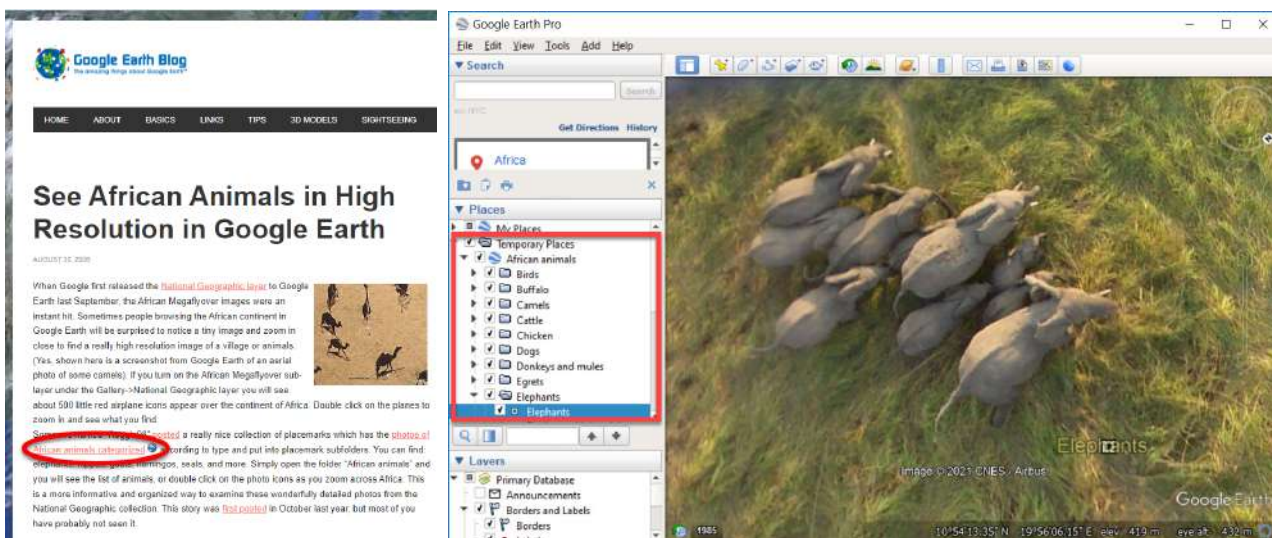 Google Earth Blog
The amazing things about Google Earth
HOME ABOUT BASICS LINKS TIPS 3D MODELS SIGHTSEEING
See African Animals in High
Resolution in Google Earth
When Google first released the National Geographic layer to Google
Earth last September, the African Megaflyover images were an
instant hit. Sometimes people browsing the African continent in
Google Earth will be surprised to notice a tiny image and zoom in
close to find a really high resolution image of a village or animals.
(Yes, shown here is a screenshot from Google Earth of an aerial
photo of some camels). If you turn on the African Megaflyover sub-
layer under the Gallery->National Geographic layer you will see
about 500 little red airplane icons appear over the continent of Africa. Double click on the planes to
zoom in and see what you find.
posted a really nice collection of placemarks which has the photos of
African animals categorized according to type and put into placemark subfolders. You can find
elephants, goats, flamingos, seals, and more. Simply open the folder "African animals" and
you will see the list of animals, or double click on the photo icons as you zoom across Africa. This
is a more informative and organized way to examine these wonderfully detailed photos from the
National Geographic collection. This story was first posted in October last year, but most of you
have probably not seen it.
Google Earth Pro
File Edit View Tools Add Help
Search
Search
Get Directions History
Africa
Places
My Places
Temporary Places
African animals
Birds
Buffalo
Camels
Cattle
Chicken
Dogs
Donkeys and mules
Egrets
Elephants
Elephants
Layers
Primary Database
Announcements
Borders and Labels
Borders
Elephants
Image © 2021 CNES / Airbus
Google Earth
1985
10°54'13.35" N 19°56'06.15" E elev 419 m eye alt 432 m